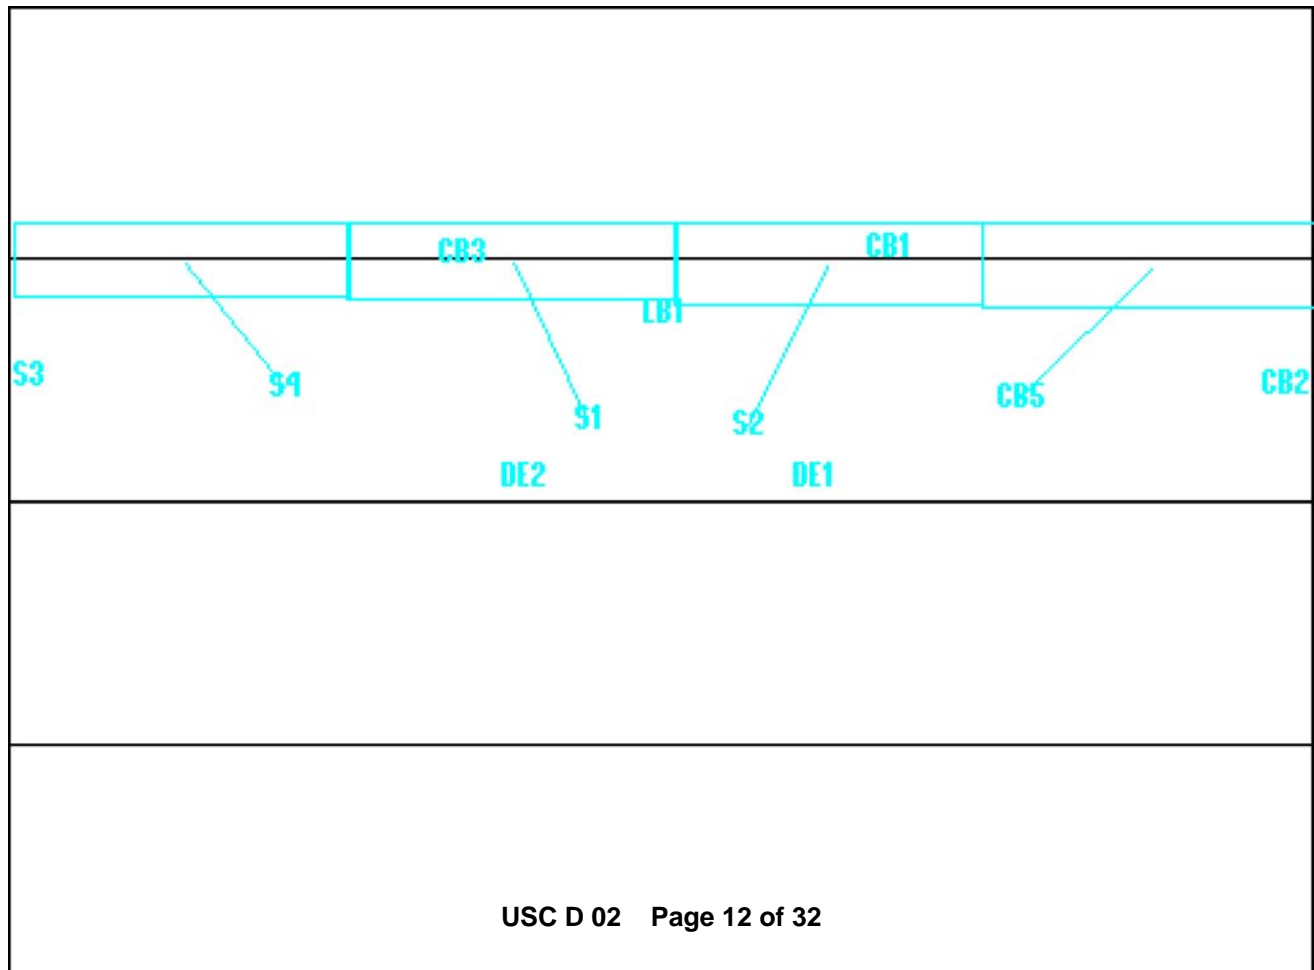 CB3 CB1
LB1
S3 S4 CB5 CB2
S1 S2
DE2 DE1
USC D 02 Page 12 of 32